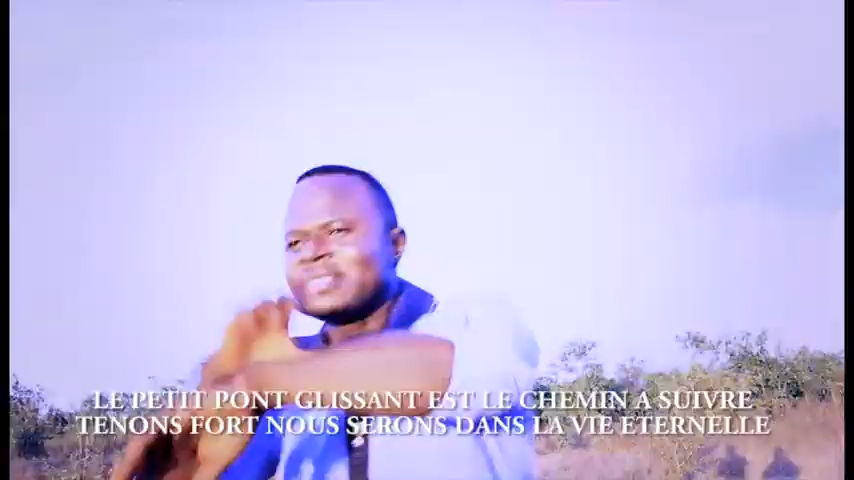 LE PETIT PONT GLISSANT EST LE CHEMIN A SUIVRE
TENONS FORT NOUS SERONS DANS LA VIE ETERNELLE